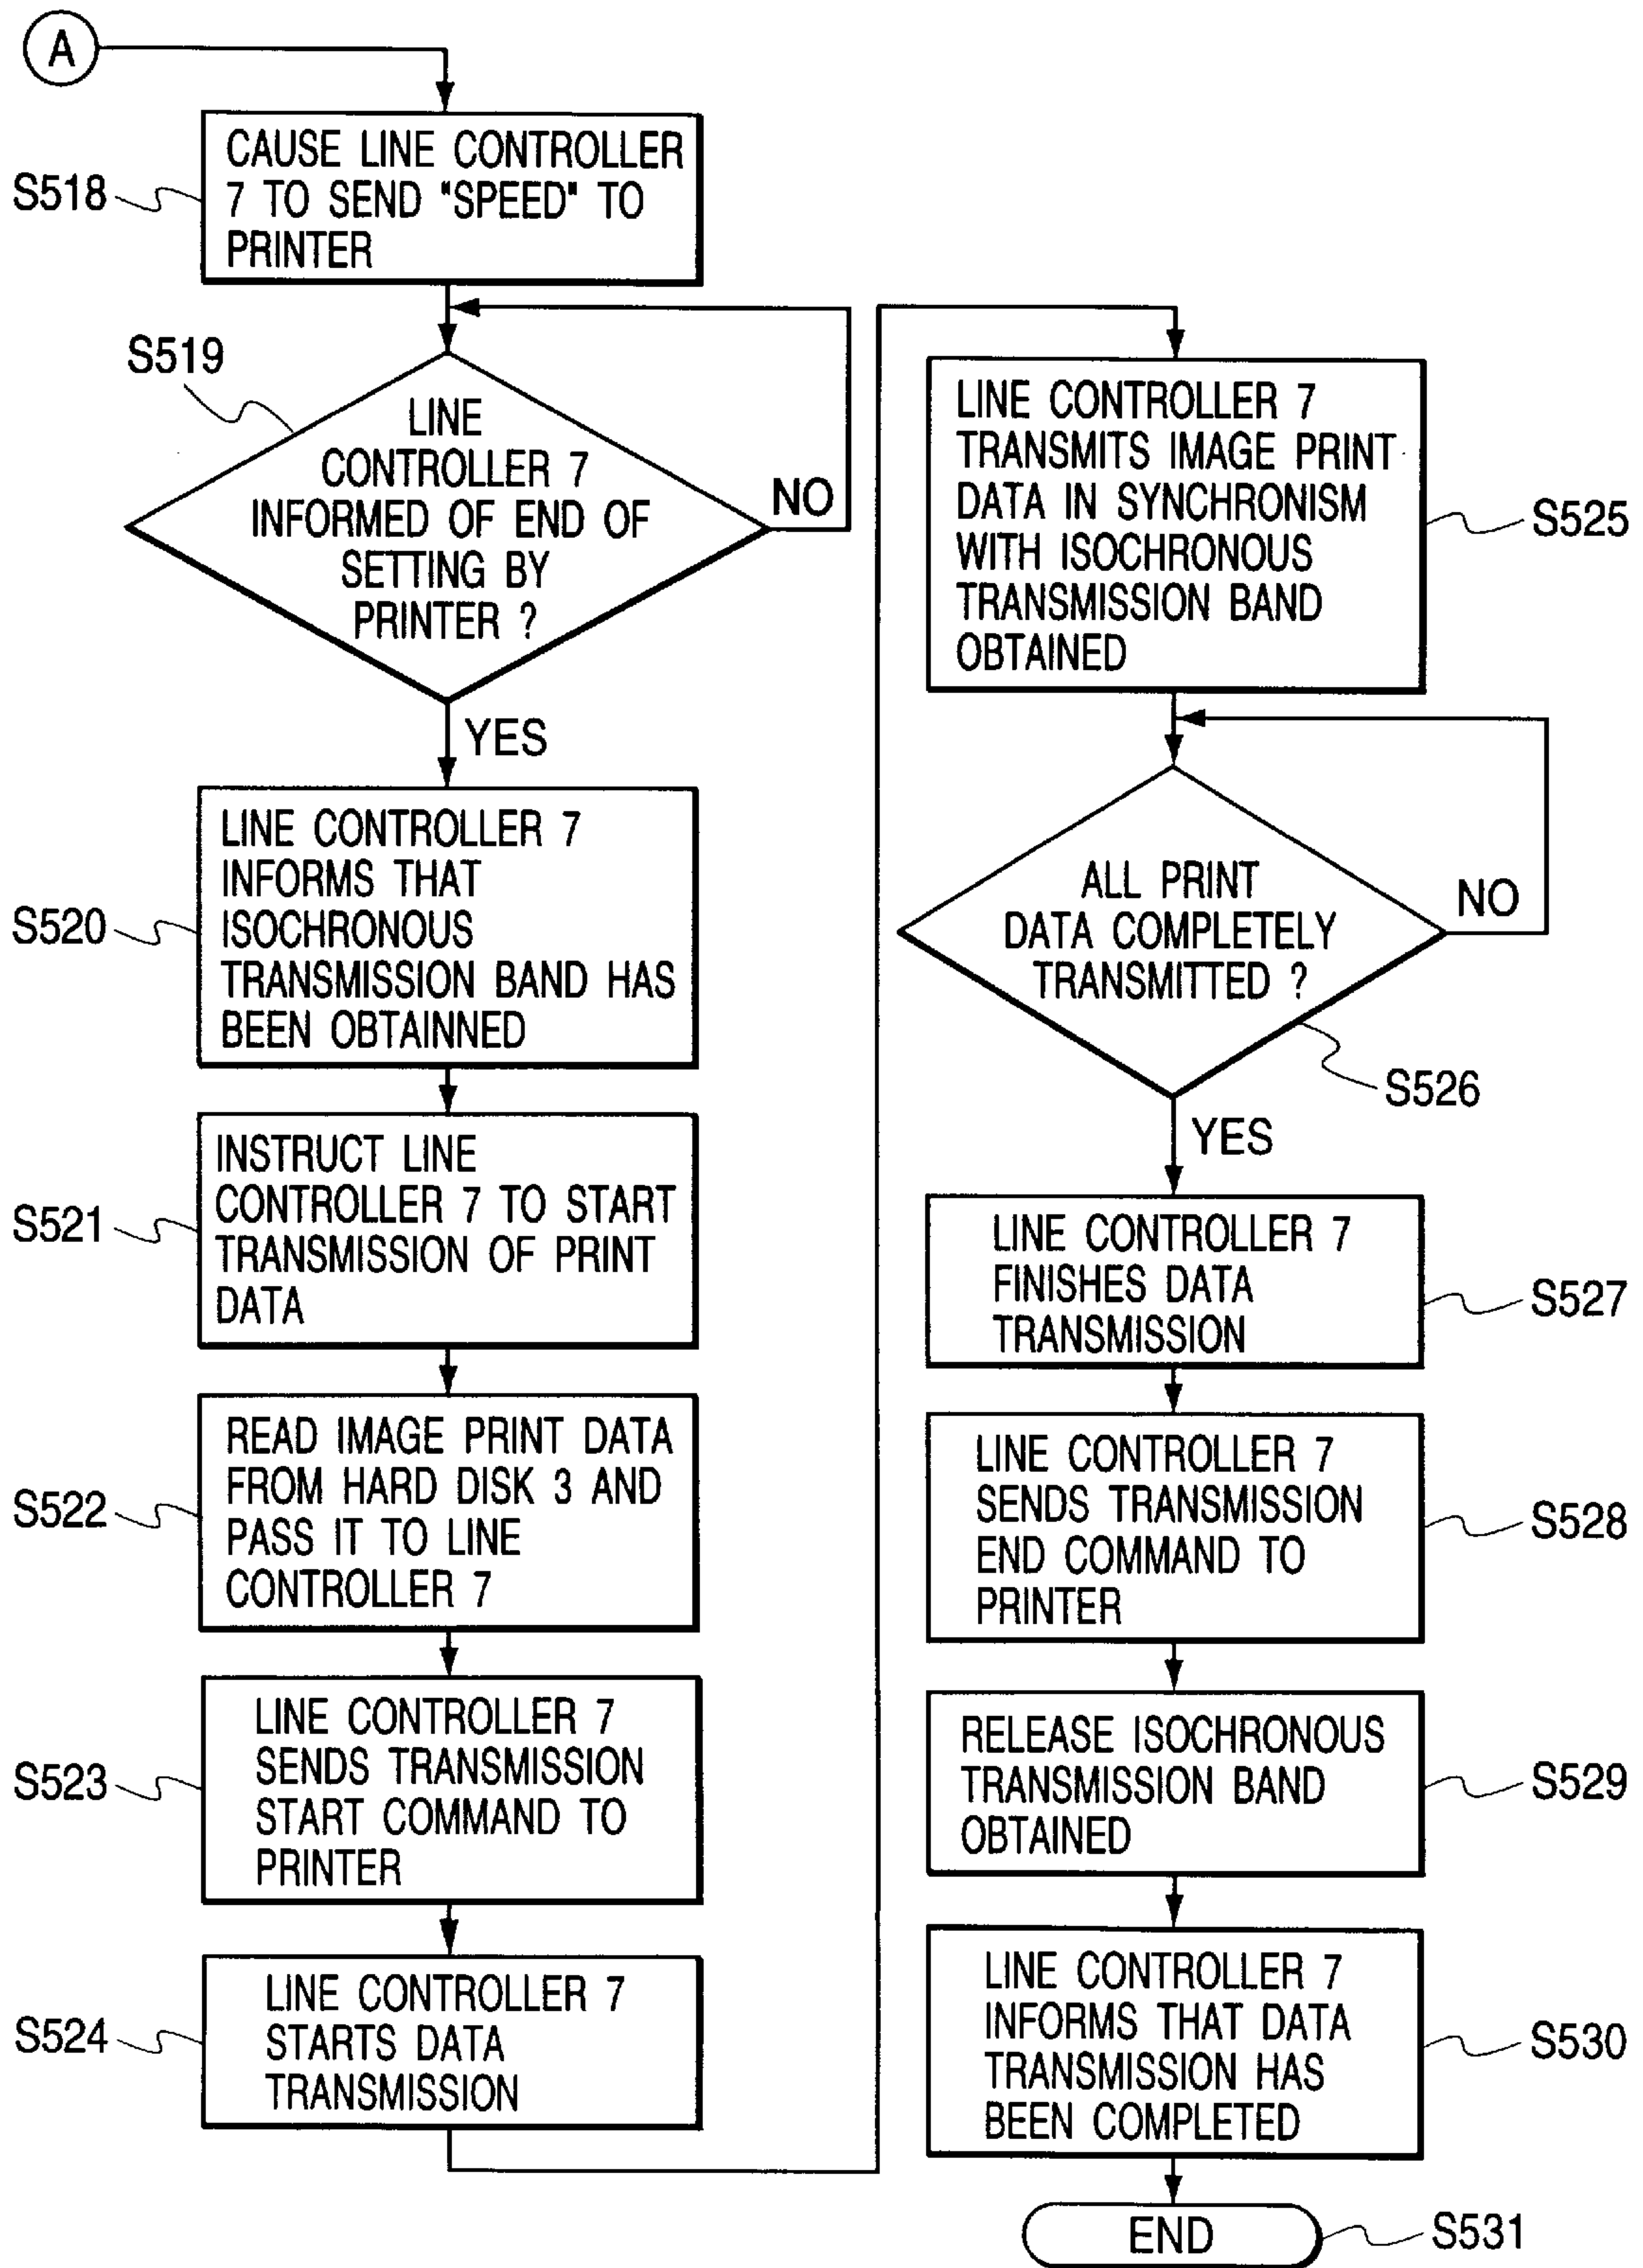 A
S518
CAUSE LINE CONTROLLER
7 TO SEND "SPEED" TO
PRINTER
S519
LINE
CONTROLLER 7
INFORMED OF END OF
SETTING BY
PRINTER ?
NO
YES
S520
LINE CONTROLLER 7
INFORMS THAT
ISOCHRONOUS
TRANSMISSION BAND HAS
BEEN OBTAINNED
S521
INSTRUCT LINE
CONTROLLER 7 TO START
TRANSMISSION OF PRINT
DATA
S522
READ IMAGE PRINT DATA
FROM HARD DISK 3 AND
PASS IT TO LINE
CONTROLLER 7
S523
LINE CONTROLLER 7
SENDS TRANSMISSION
START COMMAND TO
PRINTER
S524
LINE CONTROLLER 7
STARTS DATA
TRANSMISSION
LINE CONTROLLER 7
TRANSMITS IMAGE PRINT
DATA IN SYNCHRONISM
WITH ISOCHRONOUS
TRANSMISSION BAND
OBTAINED
S525
ALL PRINT
DATA COMPLETELY
TRANSMITTED ?
NO
S526
YES
LINE CONTROLLER 7
FINISHES DATA
TRANSMISSION
S527
LINE CONTROLLER 7
SENDS TRANSMISSION
END COMMAND TO
PRINTER
S528
RELEASE ISOCHRONOUS
TRANSMISSION BAND
OBTAINED
S529
LINE CONTROLLER 7
INFORMS THAT DATA
TRANSMISSION HAS
BEEN COMPLETED
S530
END
S531